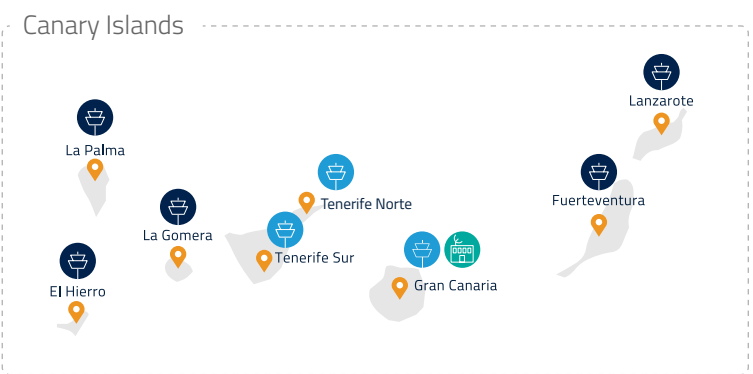 Canary Islands
Lanzarote
La Palma
Fuerteventura
Tenerife Norte
La Gomera
Tenerife Sur
Gran Canaria
El Hierro